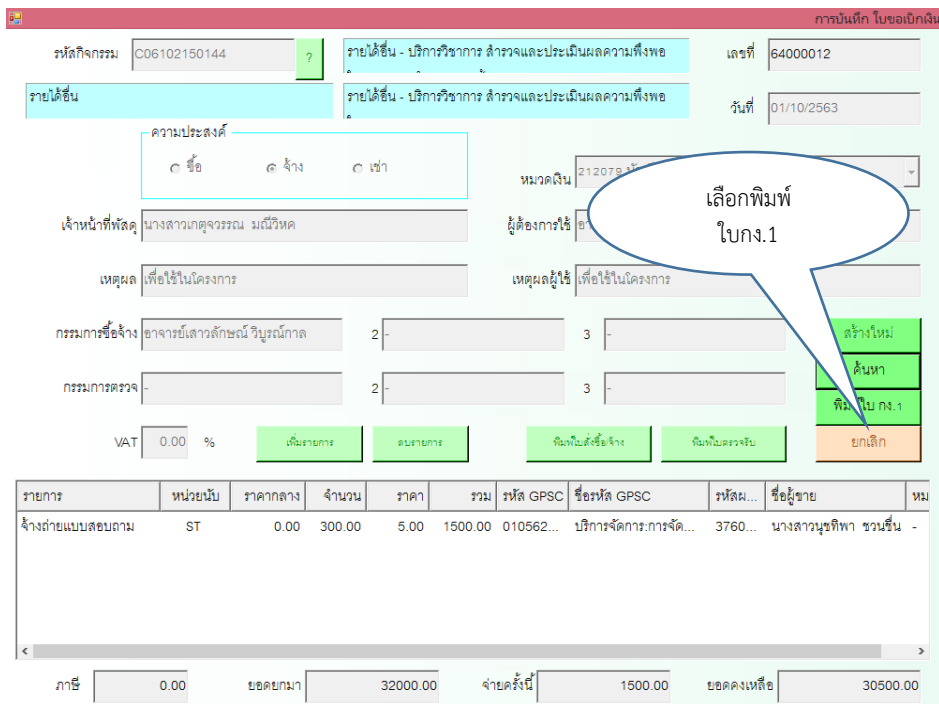 การบันทึก ใบขอเบิกเงิน
รหัสกิจกรรม C06102150144 ? รายได้อื่น - บริการวิชาการ สำรวจและประเมินผลความพึงพอ เลขที่ 64000012
รายได้อื่น รายได้อื่น - บริการวิชาการ สำรวจและประเมินผลความพึงพอ วันที่ 01/10/2563
ความประสงค์
ซื้อ จ้าง เช่า
หมวดเงิน 212079
เลือกพิมพ์
ใบกง.1
เจ้าหน้าที่พัสดุ นางสาวเกตุจวรรณ มณีวิหค ผู้ต้องการใช้
เหตุผล เพื่อใช้ในโครงการ เหตุผลผู้ใช้ เพื่อใช้ในโครงการ
กรรมการซื้อจ้าง อาจารย์เสาวลักษณ์ วิบูรณ์กาล 2 - 3 - สร้างใหม่
ค้นหา
กรรมการตรวจ - 2 - 3 -
ใบ กง.1
VAT 0.00 % เพิ่มรายการ ลบรายการ พิมพ์ใบสั่งซื้อ/จ้าง พิมพ์ใบตรวจรับ ยกเลิก
รายการ หน่วยนับ ราคากลาง จำนวน ราคา รวม รหัส GPSC ชื่อรหัส GPSC รหัสผ... ชื่อผู้ขาย หม
จ้างถ่ายแบบสอบถาม ST 0.00 300.00 5.00 1500.00 010562... บริการจัดการ:การจัด... 3760... นางสาวนุชทิพา ชวนชื่น -
ภาษี 0.00 ยอดยกมา 32000.00 จ่ายครั้งนี้ 1500.00 ยอดคงเหลือ 30500.00